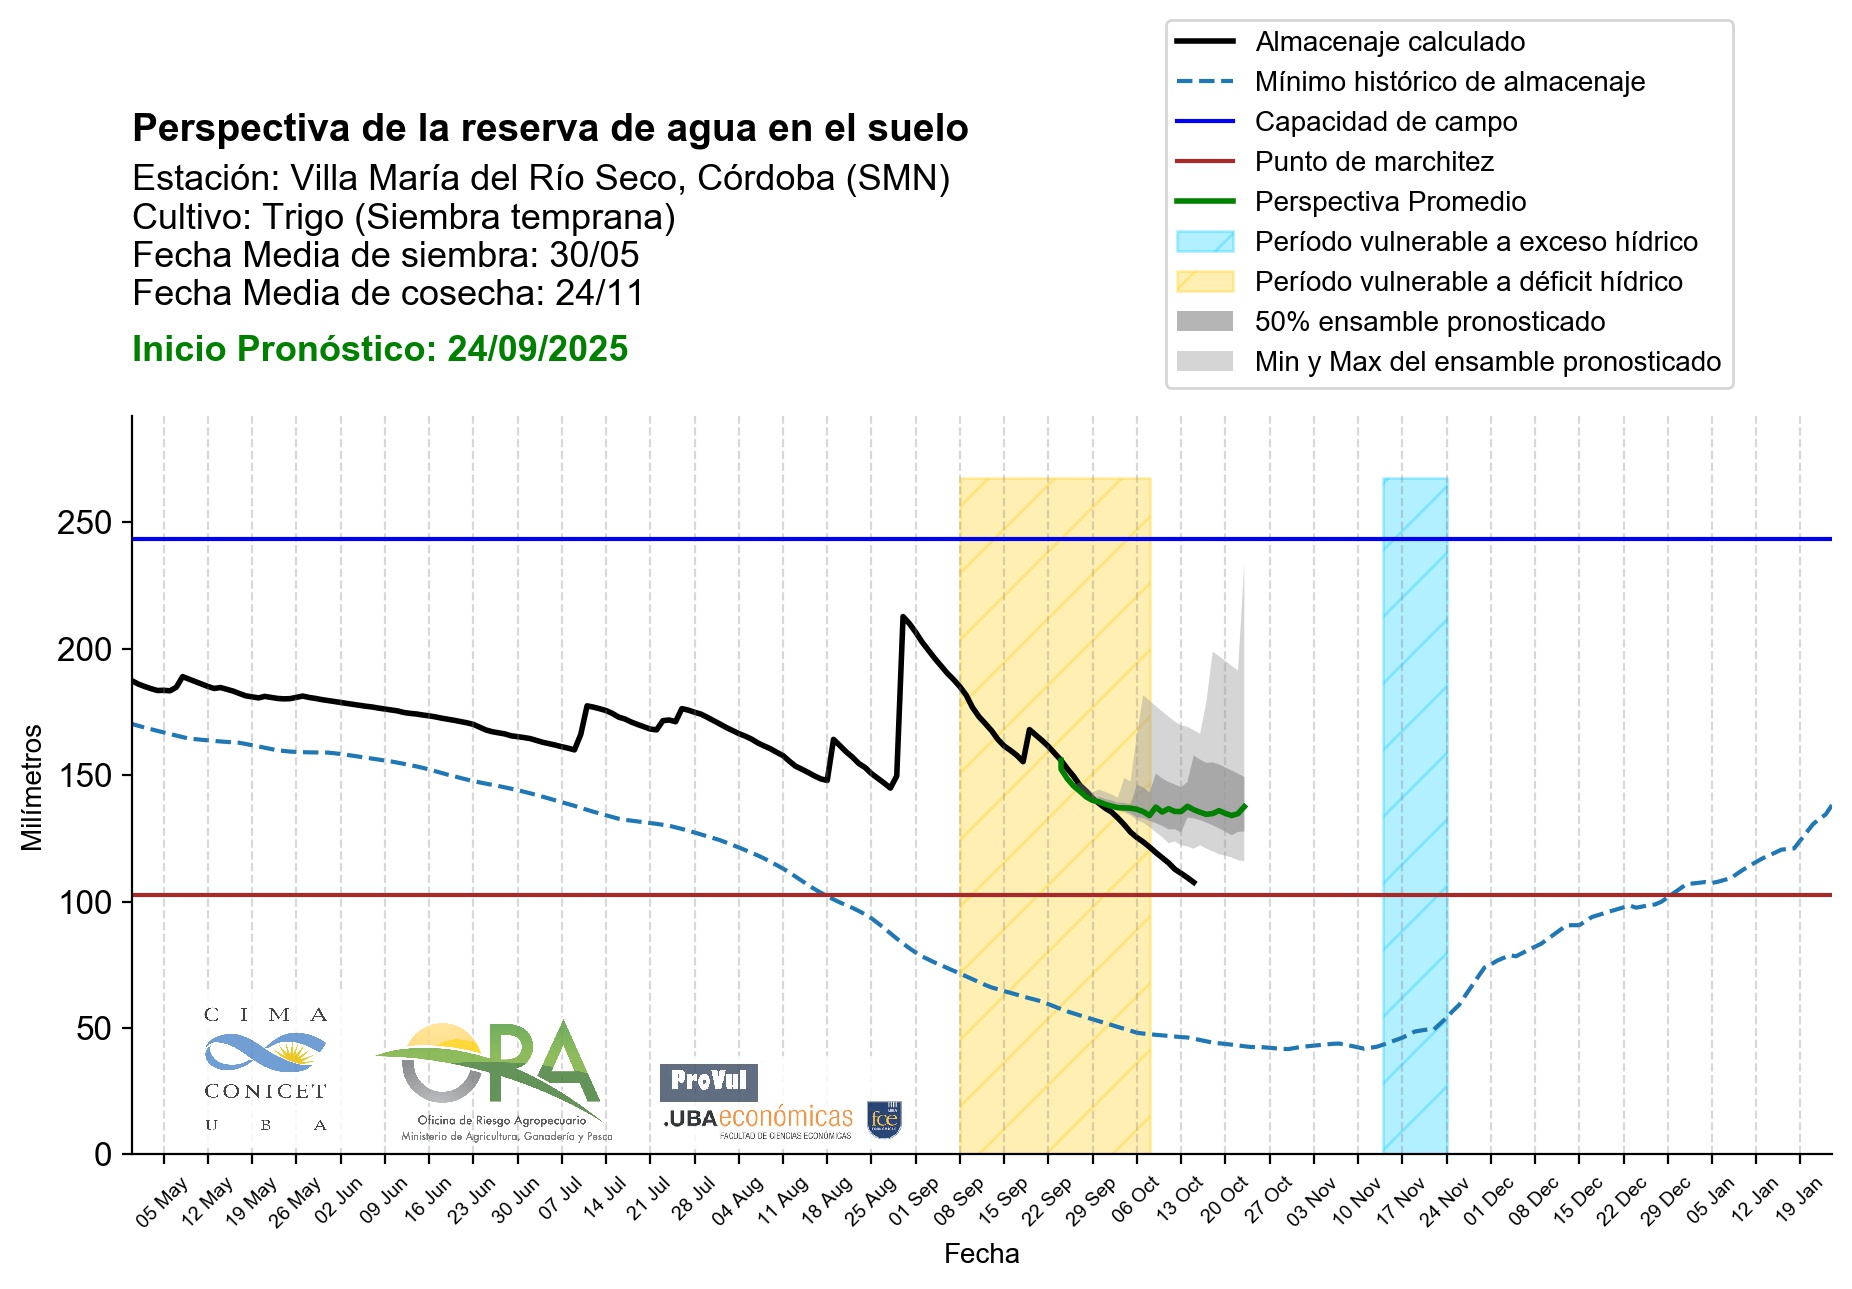 Almacenaje calculado
Mínimo histórico de almacenaje
Capacidad de campo
Punto de marchitez
Perspectiva Promedio
Período vulnerable a exceso hídrico
Período vulnerable a déficit hídrico
50% ensamble pronosticado
Min y Max del ensamble pronosticado
Perspectiva de la reserva de agua en el suelo
Estación: Villa María del Río Seco, Córdoba (SMN)
Cultivo: Trigo (Siembra temprana)
Fecha Media de siembra: 30/05
Fecha Media de cosecha: 24/11
Inicio Pronóstico: 24/09/2025
Milímetros
250
200
150
100
50
0
CIMA
CONICET
UBA
ORA
Oficina de Riesgo Agropecuario
Ministerio de Agricultura, Ganadería y Pesca
ProVul
.UBAeconómicas
FACULTAD DE CIENCIAS ECONÓMICAS
fce
05 May
12 May
19 May
26 May
02 Jun
09 Jun
16 Jun
23 Jun
30 Jun
07 Jul
14 Jul
21 Jul
28 Jul
04 Aug
11 Aug
18 Aug
25 Aug
01 Sep
08 Sep
15 Sep
22 Sep
29 Sep
06 Oct
13 Oct
20 Oct
27 Oct
03 Nov
10 Nov
17 Nov
24 Nov
01 Dec
08 Dec
15 Dec
22 Dec
29 Dec
05 Jan
12 Jan
19 Jan
Fecha